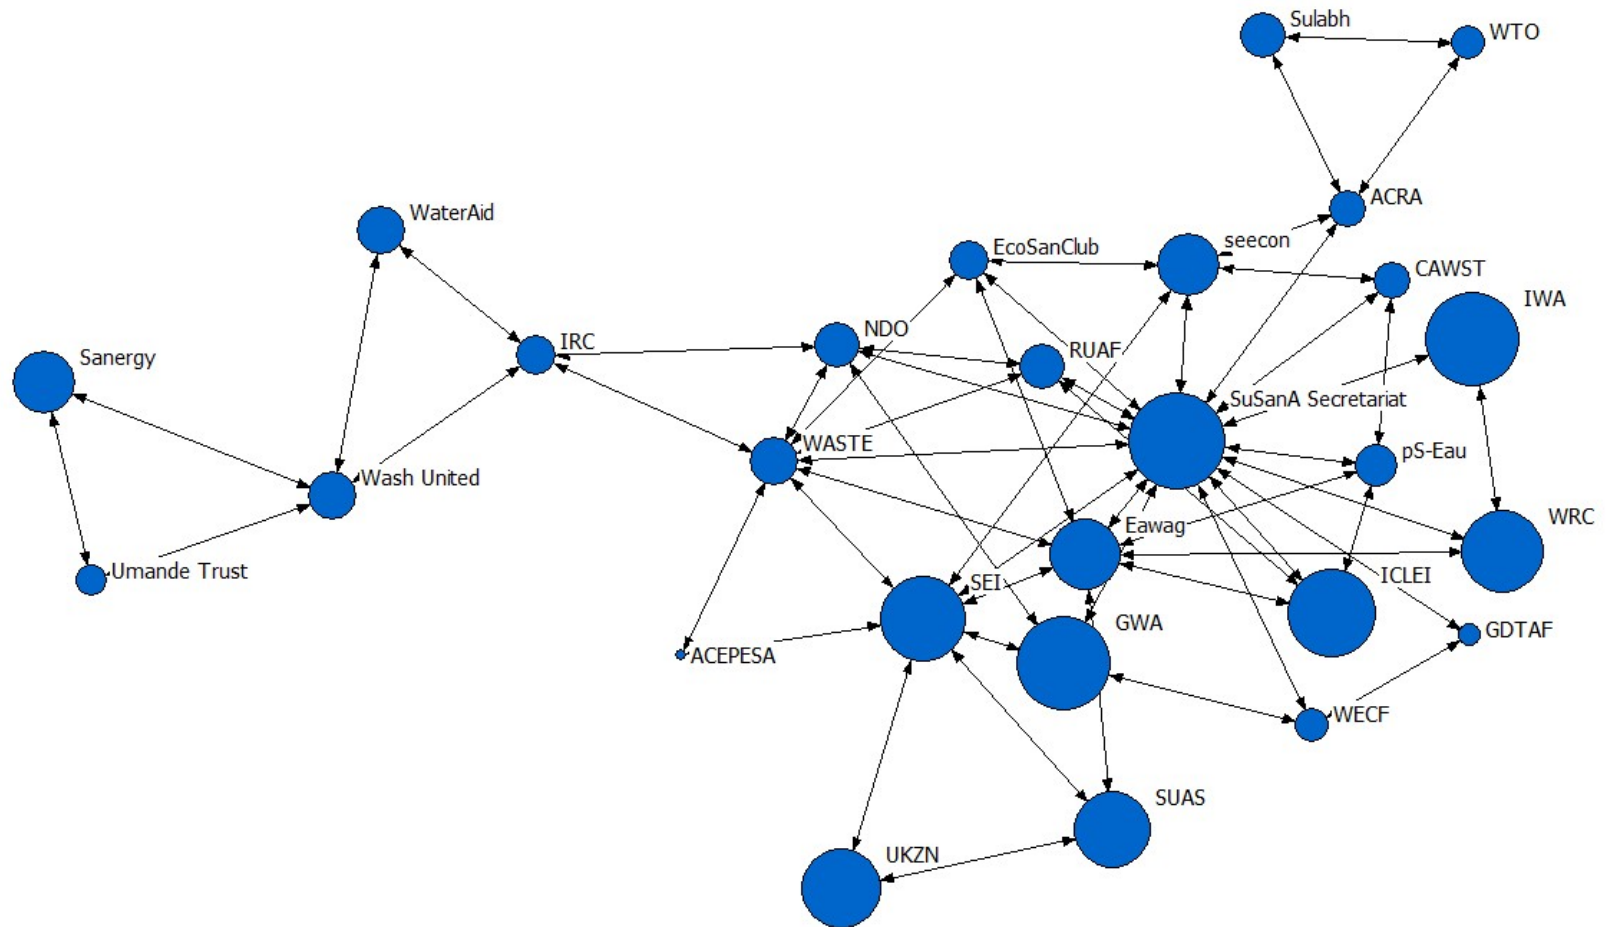 Sulabh
WTO
ACRA
WaterAid
seecon
EcoSanClub
CAWST
IWA
NDO
IRC
RUAF
Sanergy
SuSanA Secretariat
WASTE
pS-Eau
Wash United
WRC
Eawag
Umande Trust
SEI
ICLEI
GWA
GDTAF
ACEPESA
WECF
SUAS
UKZN